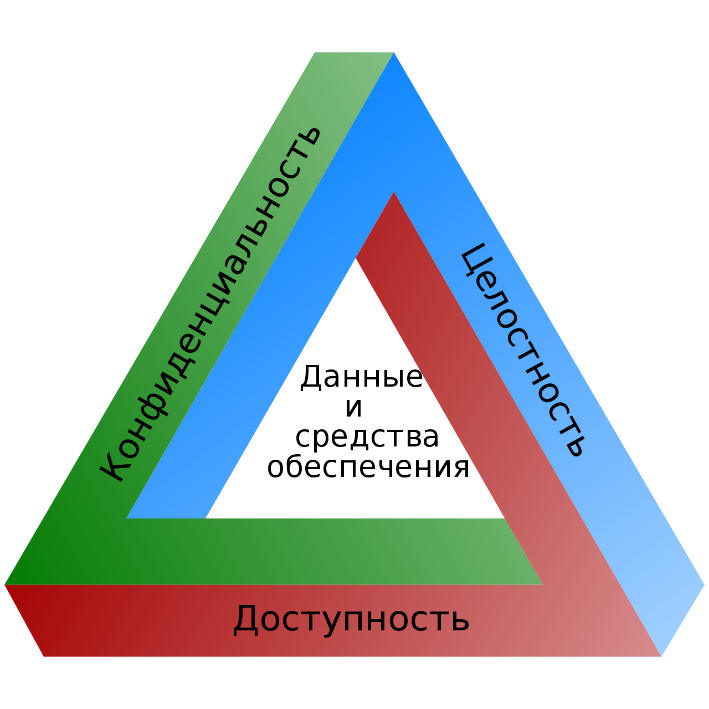 Конфиденциальность
Целостность
Данные
и
средства
обеспечения
Доступность